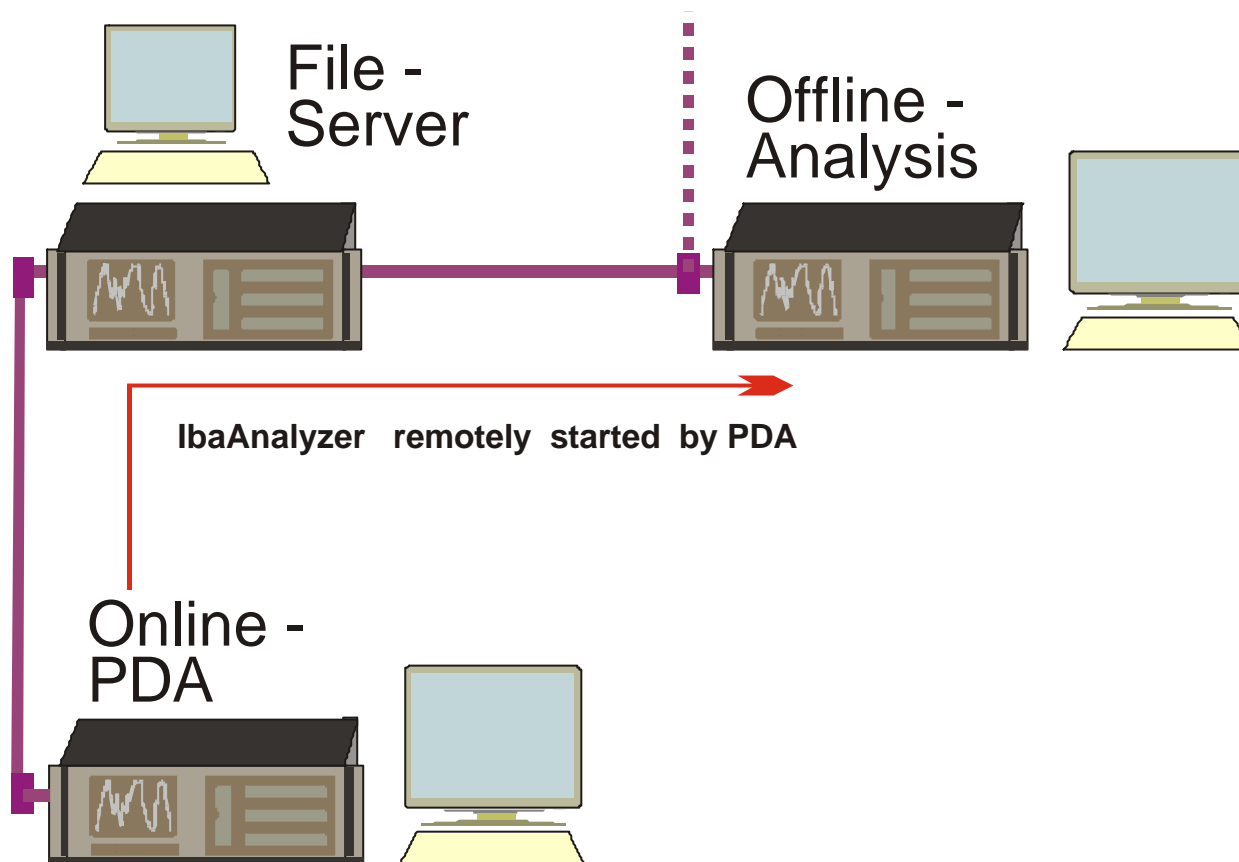 File -
Server
Offline -
Analysis
IbaAnalyzer remotely started by PDA
Online -
PDA